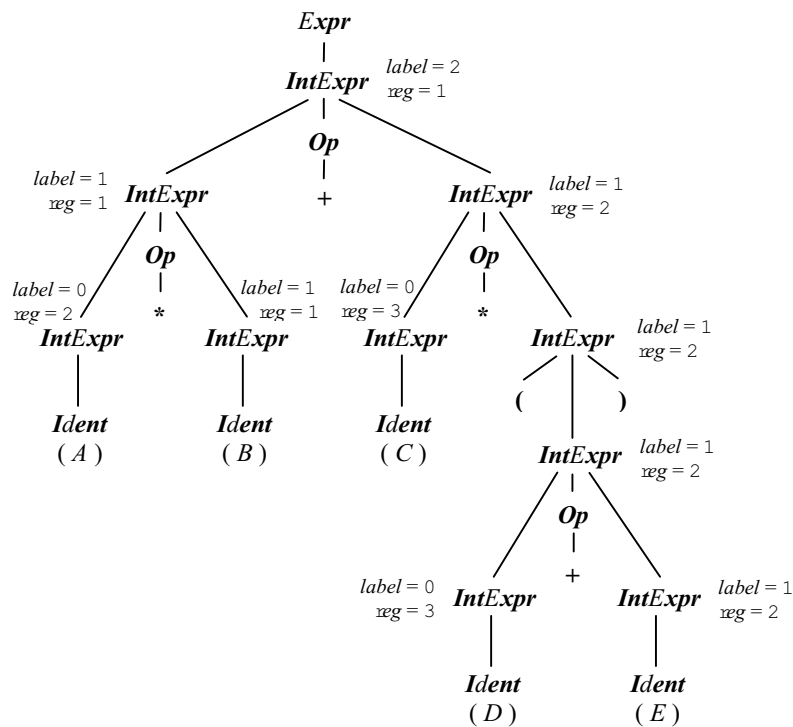 Expr
IntExpr
label = 2
reg = 1
Op
+
label = 1
reg = 1
IntExpr
IntExpr
label = 1
reg = 2
Op
*
Op
*
label = 0
reg = 2
IntExpr
label = 1
reg = 1
IntExpr
label = 0
reg = 3
IntExpr
IntExpr
label = 1
reg = 2
( )
Ident
( A )
Ident
( B )
Ident
( C )
IntExpr
label = 1
reg = 2
Op
+
label = 0
reg = 3
IntExpr
IntExpr
label = 1
reg = 2
Ident
( D )
Ident
( E )